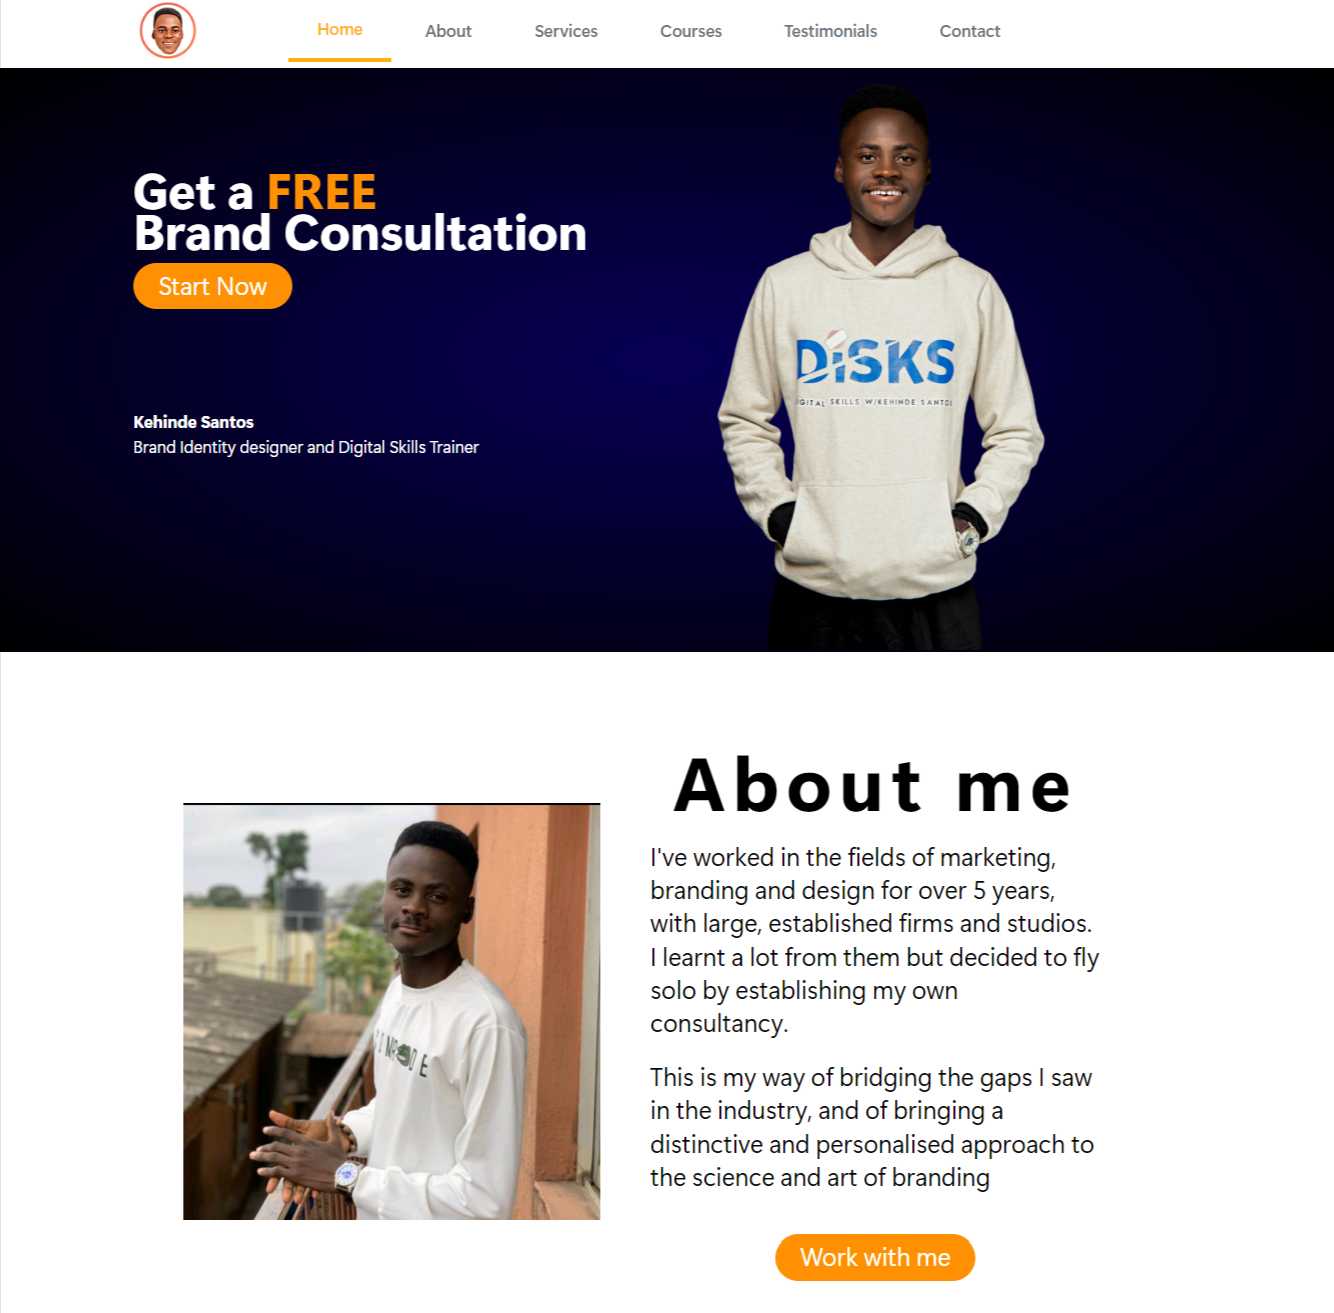 Home About Services Courses Testimonials Contact
Get a FREE
Brand Consultation
Start Now
Kehinde Santos
Brand Identity designer and Digital Skills Trainer
DiSKS
DIGITAL SKILLS W/KEHINDE SANTOS
About me
I've worked in the fields of marketing,
branding and design for over 5 years,
with large, established firms and studios.
I learnt a lot from them but decided to fly
solo by establishing my own
consultancy.
This is my way of bridging the gaps I saw
in the industry, and of bringing a
distinctive and personalised approach to
the science and art of branding
Work with me